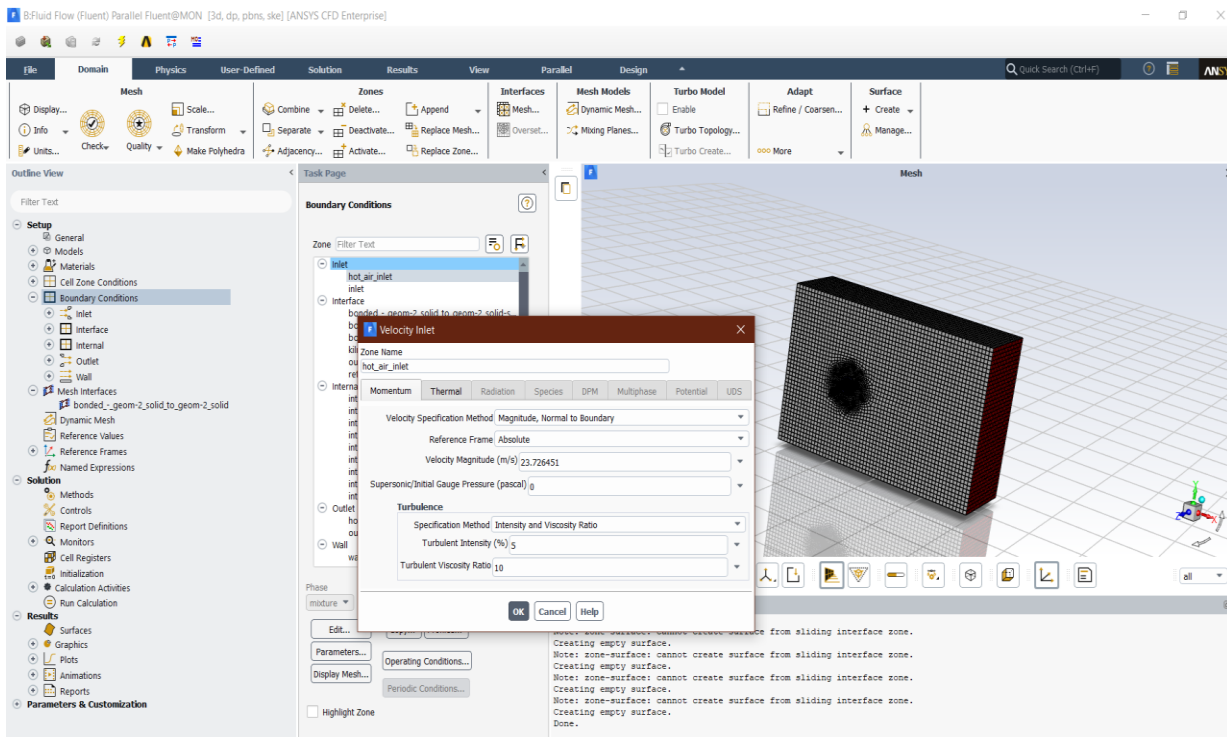 B:Fluid Flow (Fluent) Parallel Fluent@MON [3d, dp, pbns, ske] [ANSYS CFD Enterprise]
File Domain Physics User-Defined Solution Results View Parallel Design Quick Search (Ctrl+F)
Mesh Zones Interfaces Mesh Models Turbo Model Adapt Surface
Display... Scale... Combine Delete... Append Mesh... Dynamic Mesh... Enable Refine / Coarsen... + Create
Info Transform Separate Deactivate... Replace Mesh... Overset... Mixing Planes... Turbo Topology... Manage...
Units... Check Quality Make Polyhedra Adjacency... Activate... Replace Zone... Turbo Create... More
Outline View < Task Page < Mesh
Filter Text
Setup
General
Models
Materials
Cell Zone Conditions
Boundary Conditions
Inlet
Interface
Internal
Outlet
Wall
Mesh Interfaces
bonded_-_geom-2_solid_to_geom-2_solid
Dynamic Mesh
Reference Values
Reference Frames
Named Expressions
Solution
Methods
Controls
Report Definitions
Monitors
Cell Registers
Initialization
Calculation Activities
Run Calculation
Results
Surfaces
Graphics
Plots
Animations
Reports
Parameters & Customization
Boundary Conditions
Zone Filter Text
Inlet
hot_air_inlet
inlet
Interface
Outlet
Wall
Velocity Inlet
Zone Name
hot_air_inlet
Momentum Thermal Radiation Species DPM Multiphase Potential UDS
Velocity Specification Method Magnitude, Normal to Boundary
Reference Frame Absolute
Velocity Magnitude (m/s) 23.726451
Supersonic/Initial Gauge Pressure (pascal) 0
Turbulence
Specification Method Intensity and Viscosity Ratio
Turbulent Intensity (%) 5
Turbulent Viscosity Ratio 10
OK Cancel Help
Phase
mixture
Edit...
Parameters... Operating Conditions...
Display Mesh... Periodic Conditions...
Highlight Zone
all
Note: zone-surface: cannot create surface from sliding interface zone.
Creating empty surface.
Note: zone-surface: cannot create surface from sliding interface zone.
Creating empty surface.
Note: zone-surface: cannot create surface from sliding interface zone.
Creating empty surface.
Note: zone-surface: cannot create surface from sliding interface zone.
Creating empty surface.
Done.